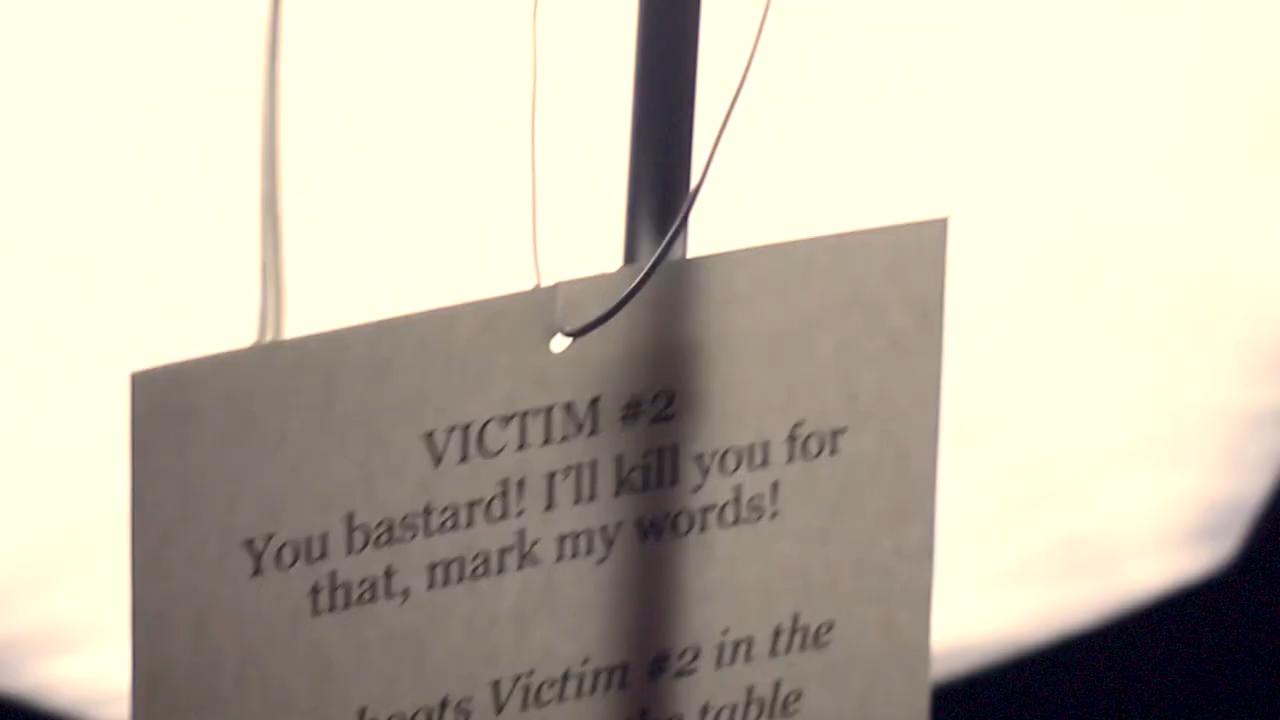 VICTIM #2
You bastard! I'll kill you for
that, mark my words!
Victim #2 in the
table